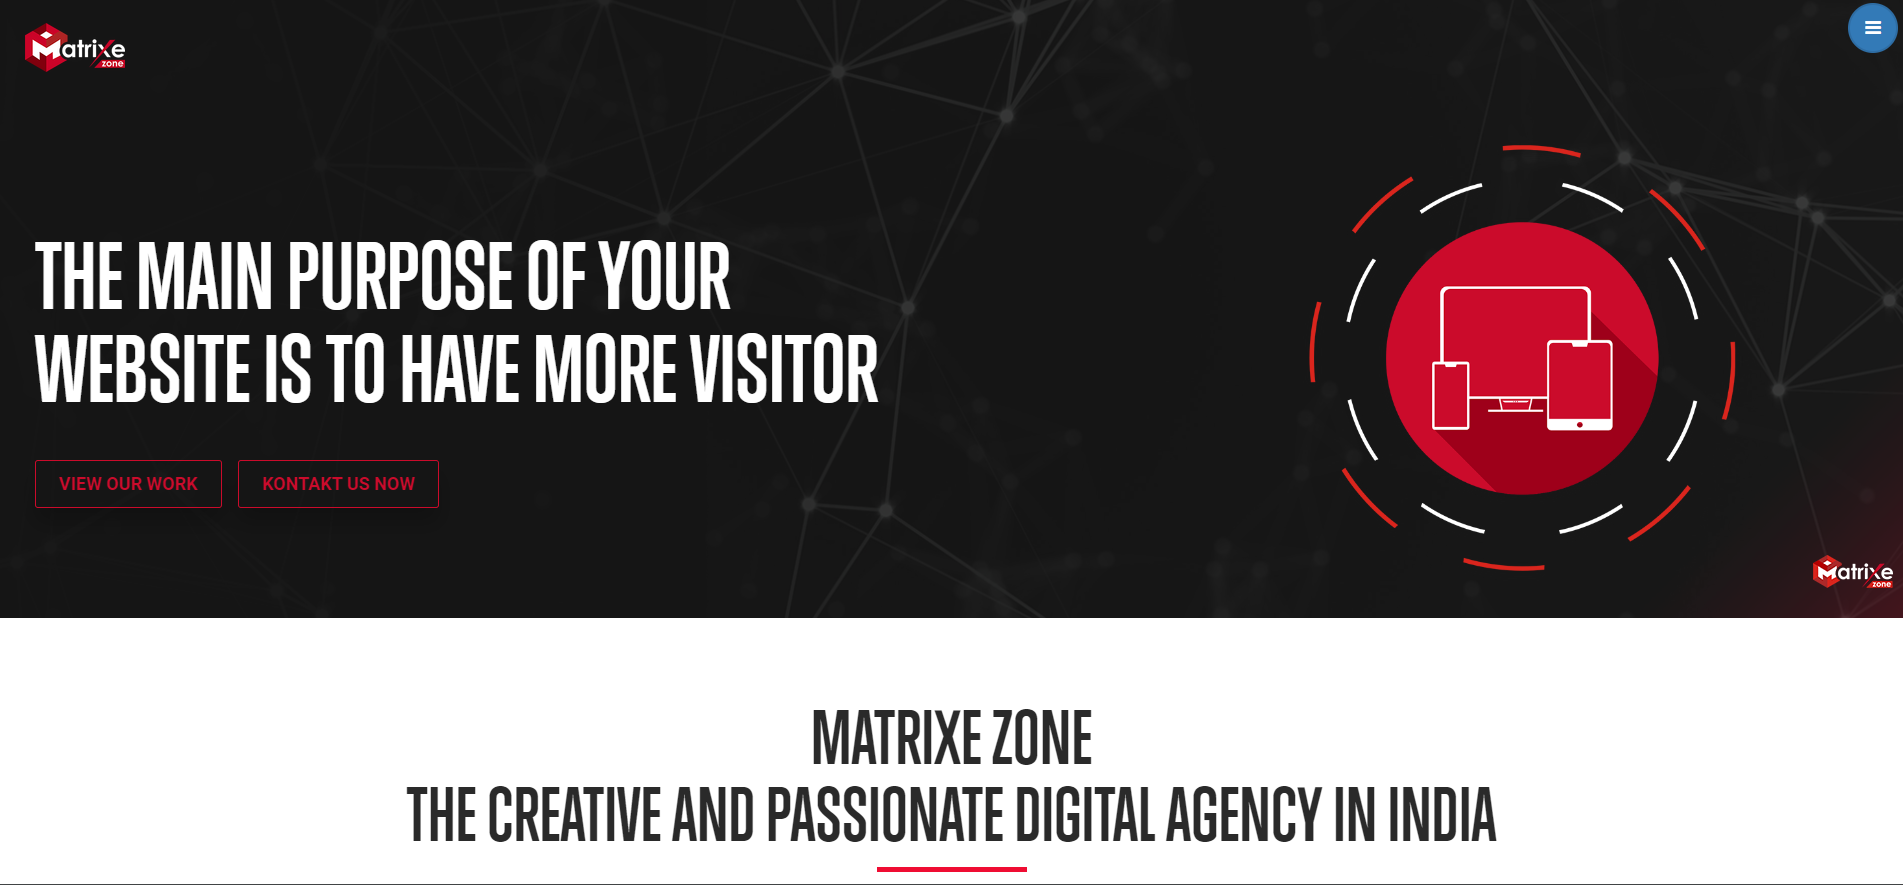 Matrixe
zone
THE MAIN PURPOSE OF YOUR
WEBSITE IS TO HAVE MORE VISITOR
VIEW OUR WORK
KONTAKT US NOW
Matrixe
zone
MATRIXE ZONE
THE CREATIVE AND PASSIONATE DIGITAL AGENCY IN INDIA